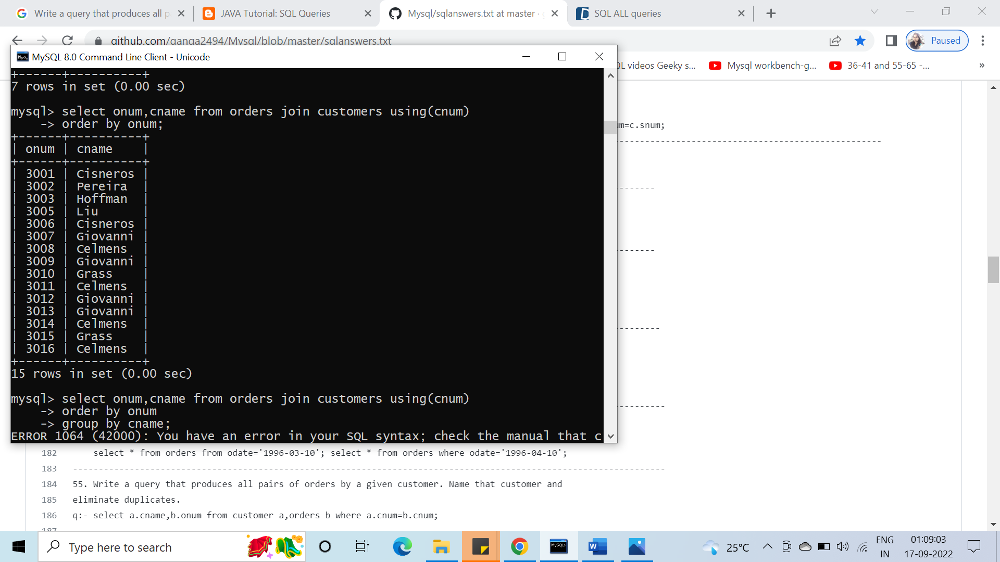 Write a query that produces all p
JAVA Tutorial: SQL Queries
Mysql/sqlanswers.txt at master ·
SQL ALL queries
github.com/ganga2494/Mysql/blob/master/sqlanswers.txt
Paused
MySQL 8.0 Command Line Client - Unicode
QL videos Geeky s...
Mysql workbench-g...
36-41 and 55-65 -...
»
+------+----------+
7 rows in set (0.00 sec)
mysql> select onum,cname from orders join customers using(cnum)
-> order by onum;
um=c.snum;
+------+----------+
| onum | cname    |
+------+----------+
| 3001 | Cisneros |
| 3002 | Pereira  |
| 3003 | Hoffman  |
| 3005 | Liu      |
| 3006 | Cisneros |
| 3007 | Giovanni |
| 3008 | Celmens  |
| 3009 | Giovanni |
| 3010 | Grass    |
| 3011 | Celmens  |
| 3012 | Giovanni |
| 3013 | Giovanni |
| 3014 | Celmens  |
| 3015 | Grass    |
| 3016 | Celmens  |
+------+----------+
15 rows in set (0.00 sec)
mysql> select onum,cname from orders join customers using(cnum)
-> order by onum
-> group by cname;
ERROR 1064 (42000): You have an error in your SQL syntax; check the manual that c
182 select * from orders from odate='1996-03-10'; select * from orders where odate='1996-04-10';
183 -------------------------------------------------------------------------------------------------------------------
184 55. Write a query that produces all pairs of orders by a given customer. Name that customer and
185 eliminate duplicates.
186 q:- select a.cname,b.onum from customer a,orders b where a.cnum=b.cnum;
187
Type here to search
MySQL
W
25°C
ENG
IN
01:09:03
17-09-2022